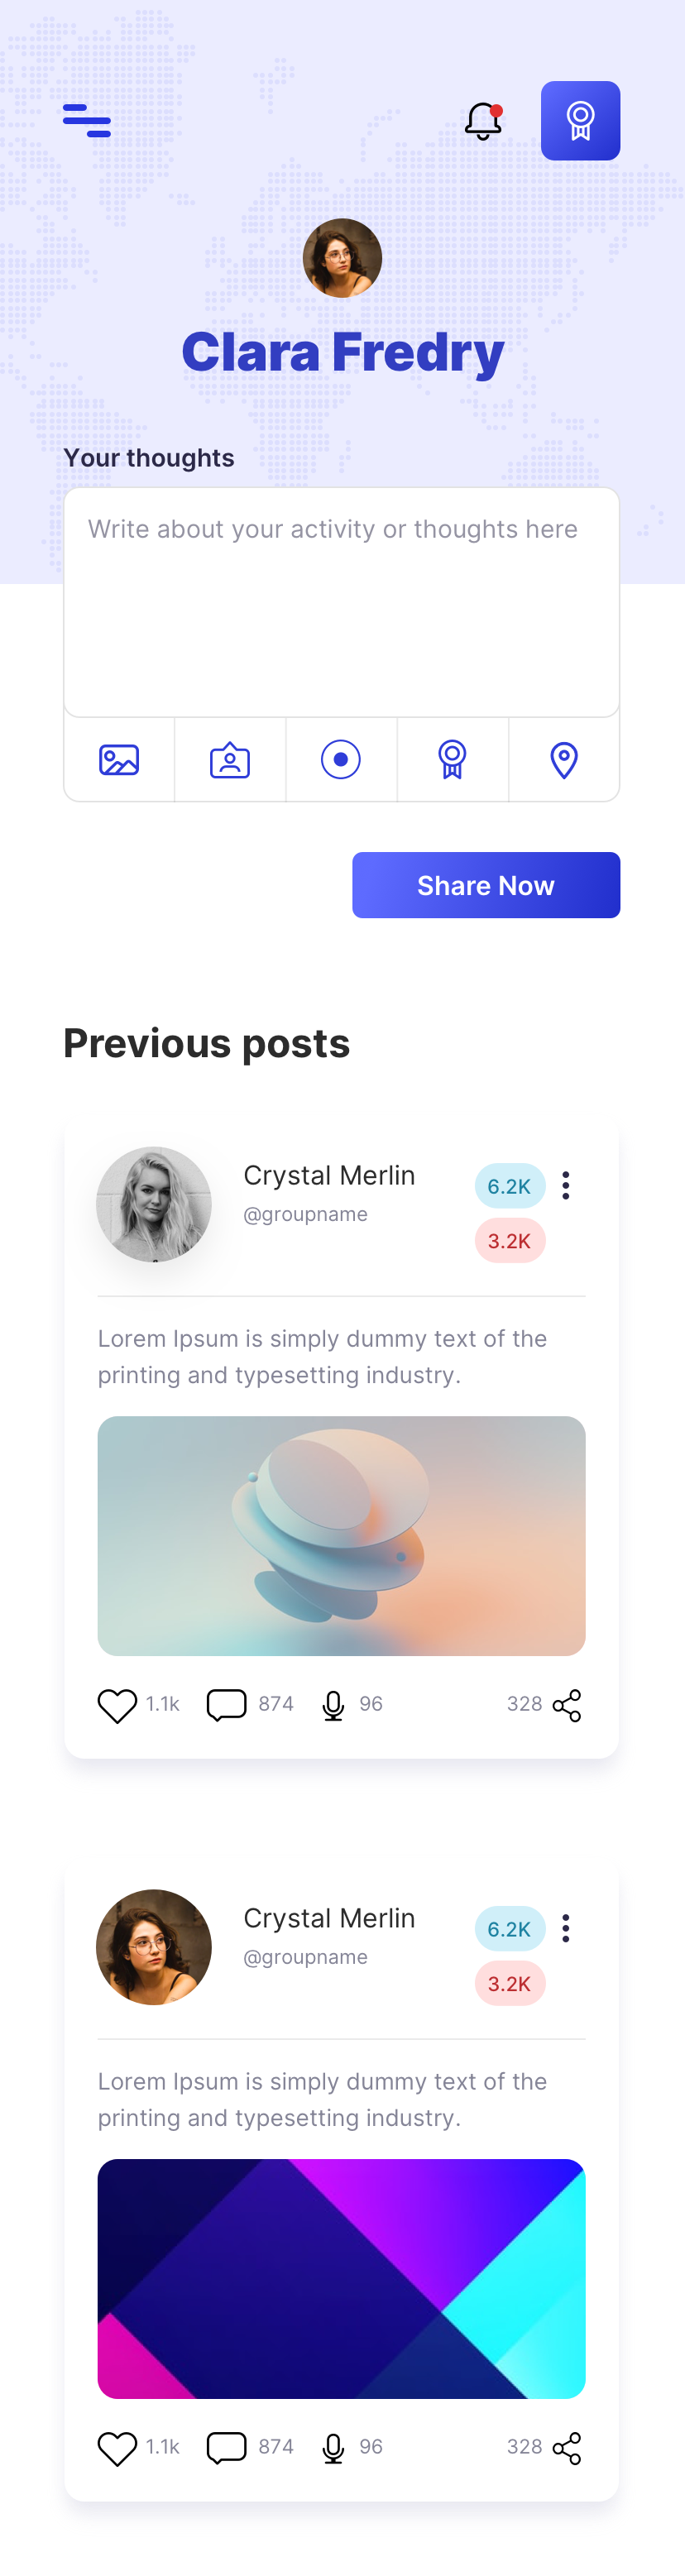 Clara Fredry
Your thoughts
Write about your activity or thoughts here
Share Now
Previous posts
Crystal Merlin
@groupname
6.2K
3.2K
Lorem Ipsum is simply dummy text of the
printing and typesetting industry.
1.1k 874 96 328
Crystal Merlin
@groupname
6.2K
3.2K
Lorem Ipsum is simply dummy text of the
printing and typesetting industry.
1.1k 874 96 328